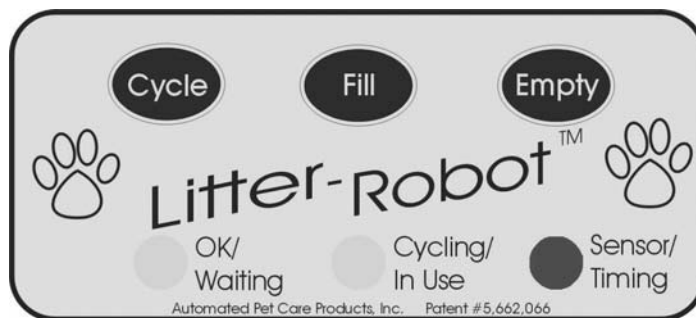 Cycle Fill Empty
Litter-Robot™
OK/
Waiting
Cycling/
In Use
Sensor/
Timing
Automated Pet Care Products, Inc. Patent #5,662,066